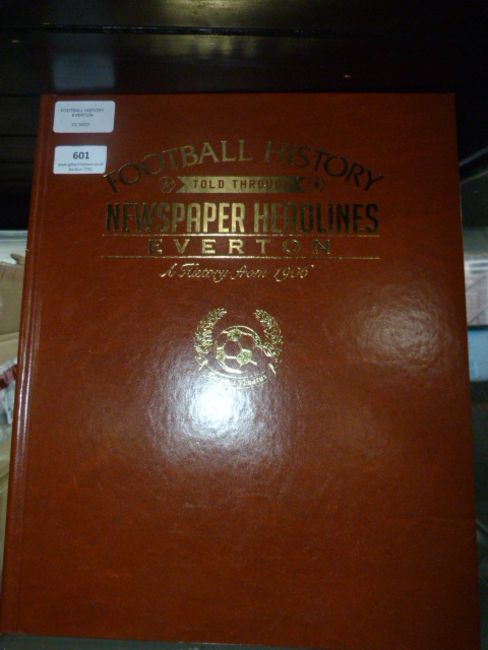 FOOTBALL HISTORY
EVERTON
601
FOOTBALL HISTORY
TOLD THROUGH
NEWSPAPER HEADLINES
EVERTON
A History from 1906